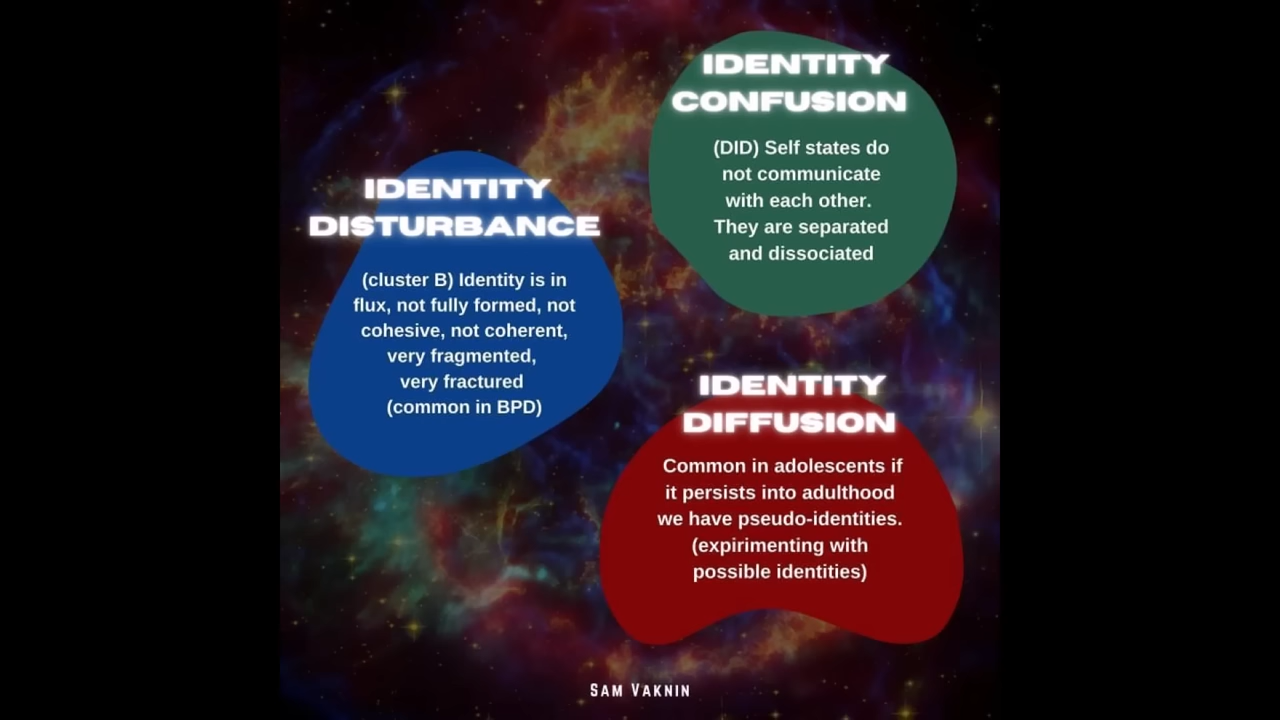 IDENTITY
DISTURBANCE
(cluster B) Identity is in
flux, not fully formed, not
cohesive, not coherent,
very fragmented,
very fractured
(common in BPD)
IDENTITY
CONFUSION
(DID) Self states do
not communicate
with each other.
They are separated
and dissociated
IDENTITY
DIFFUSION
Common in adolescents if
it persists into adulthood
we have pseudo-identities.
(expirimenting with
possible identities)
SAM VAKNIN